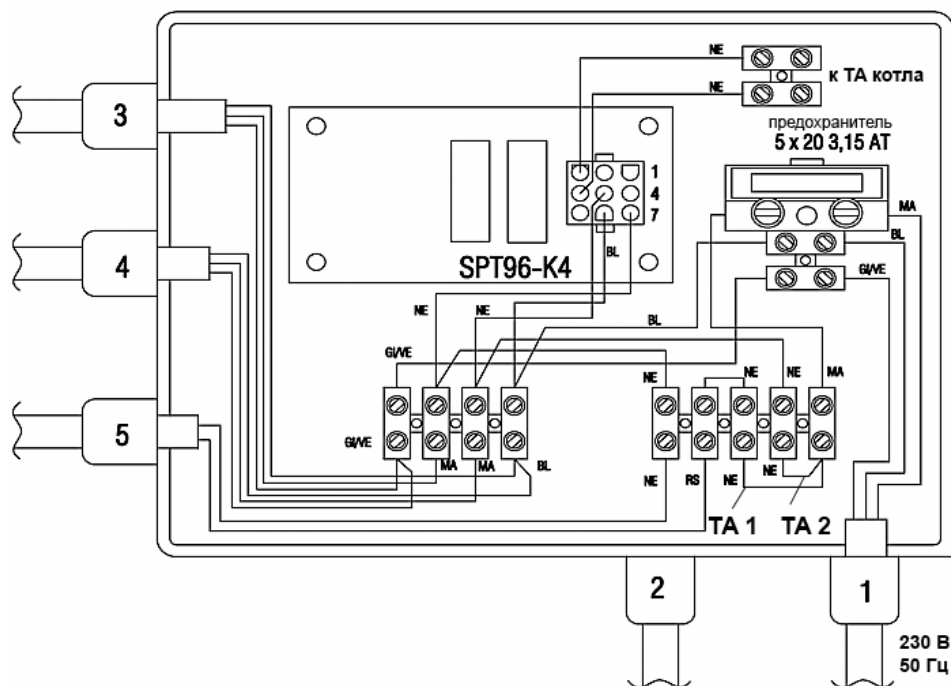 NE
NE
к ТА котла
3
предохранитель
5 x 20 3,15 AT
1
4
7
MA
BL
BL
GI/VE
4
SPT96-K4
NE
NE
BL
GI/VE
NE
NE
NE
MA
5
GI/VE
MA
MA
BL
NE
RS
NE
NE
ТА 1
ТА 2
2
1
230 В
50 Гц